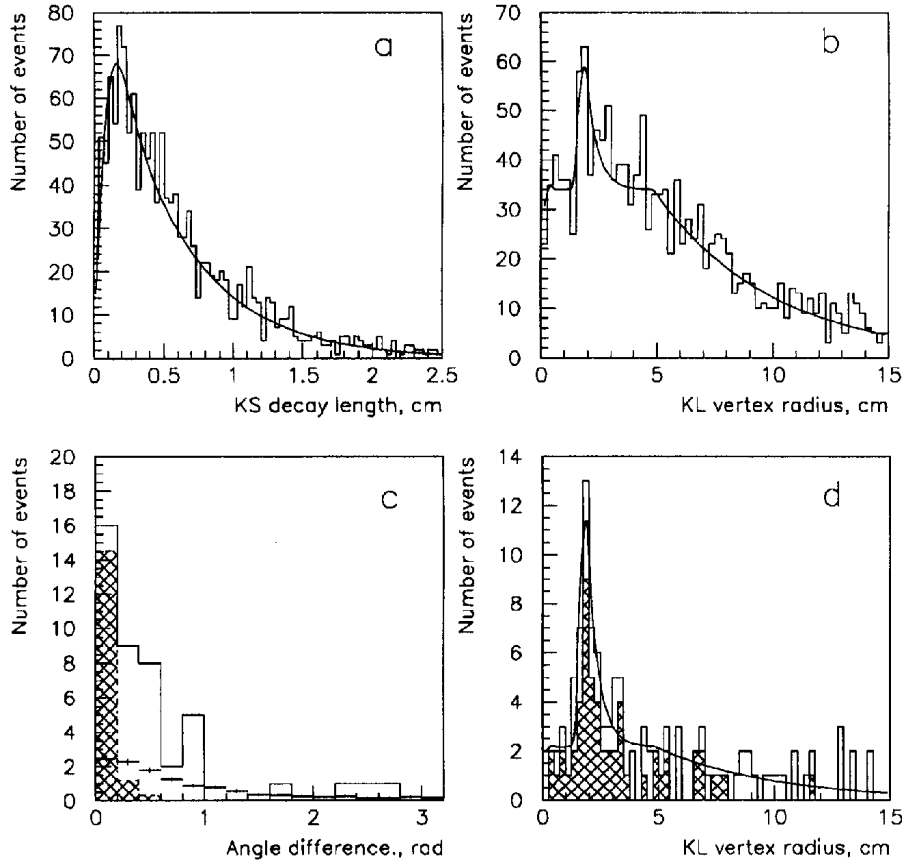 a
Number of events
80
70
60
50
40
30
20
10
0
0 0.5 1 1.5 2 2.5
KS decay length, cm
b
Number of events
70
60
50
40
30
20
10
0
0 5 10 15
KL vertex radius, cm
c
Number of events
20
18
16
14
12
10
8
6
4
2
0
0 1 2 3
Angle difference., rad
d
Number of events
14
12
10
8
6
4
2
0
0 5 10 15
KL vertex radius, cm